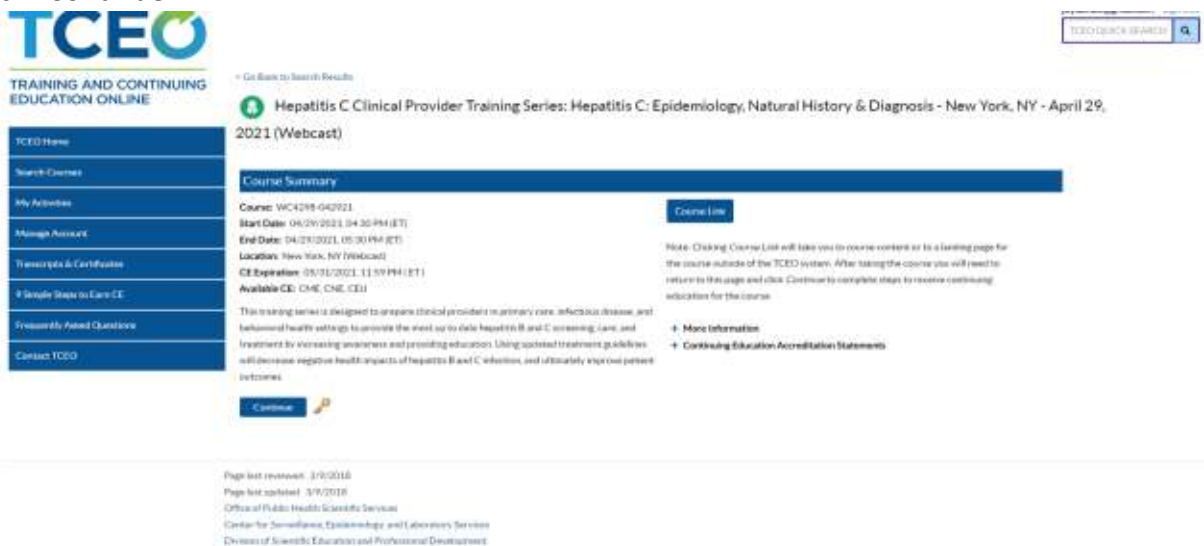 TCEO
TRAINING AND CONTINUING
EDUCATION ONLINE
TCEO QUICK SEARCH
< Go Back to Search Results
Hepatitis C Clinical Provider Training Series: Hepatitis C: Epidemiology, Natural History & Diagnosis - New York, NY - April 29,
2021 (Webcast)
TCEO Home
Search Courses
My Activities
Manage Account
Transcripts & Certificates
9 Simple Steps to Earn CE
Frequently Asked Questions
Contact TCEO
Course Summary
Course: WC4298-042921
Start Date: 04/29/2021, 04:30 PM (ET)
End Date: 04/29/2021, 05:30 PM (ET)
Location: New York, NY (Webcast)
CE Expiration: 05/31/2021, 11:59 PM (ET)
Available CE: CME, CNE, CEU
This training series is designed to prepare clinical providers in primary care, infectious disease, and
behavioral health settings to provide the most up to date hepatitis B and C screening, care, and
treatment by increasing awareness and providing education. Using updated treatment guidelines
will decrease negative health impacts of hepatitis B and C infection, and ultimately improve patient
outcomes.
Continue
Course Link
Note: Clicking Course Link will take you to course content or to a landing page for
the course outside of the TCEO system. After taking the course you will need to
return to this page and click Continue to complete steps to receive continuing
education for the course.
+ More Information
+ Continuing Education Accreditation Statements
Page last reviewed: 3/9/2018
Page last updated: 3/9/2018
Office of Public Health Scientific Services
Center for Surveillance, Epidemiology, and Laboratory Services
Division of Scientific Education and Professional Development